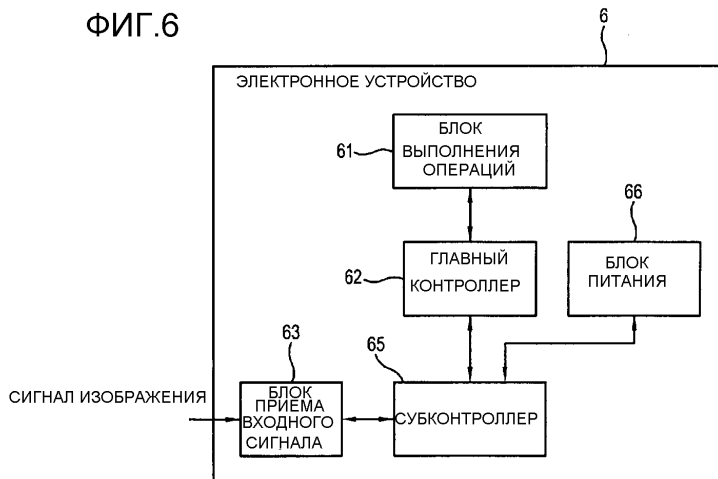 ФИГ.6
6
ЭЛЕКТРОННОЕ УСТРОЙСТВО
61
БЛОК
ВЫПОЛНЕНИЯ
ОПЕРАЦИЙ
66
62
ГЛАВНЫЙ
КОНТРОЛЛЕР
БЛОК
ПИТАНИЯ
63
65
СИГНАЛ ИЗОБРАЖЕНИЯ
БЛОК
ПРИЕМА
ВХОДНОГО
СИГНАЛА
СУБКОНТРОЛЛЕР